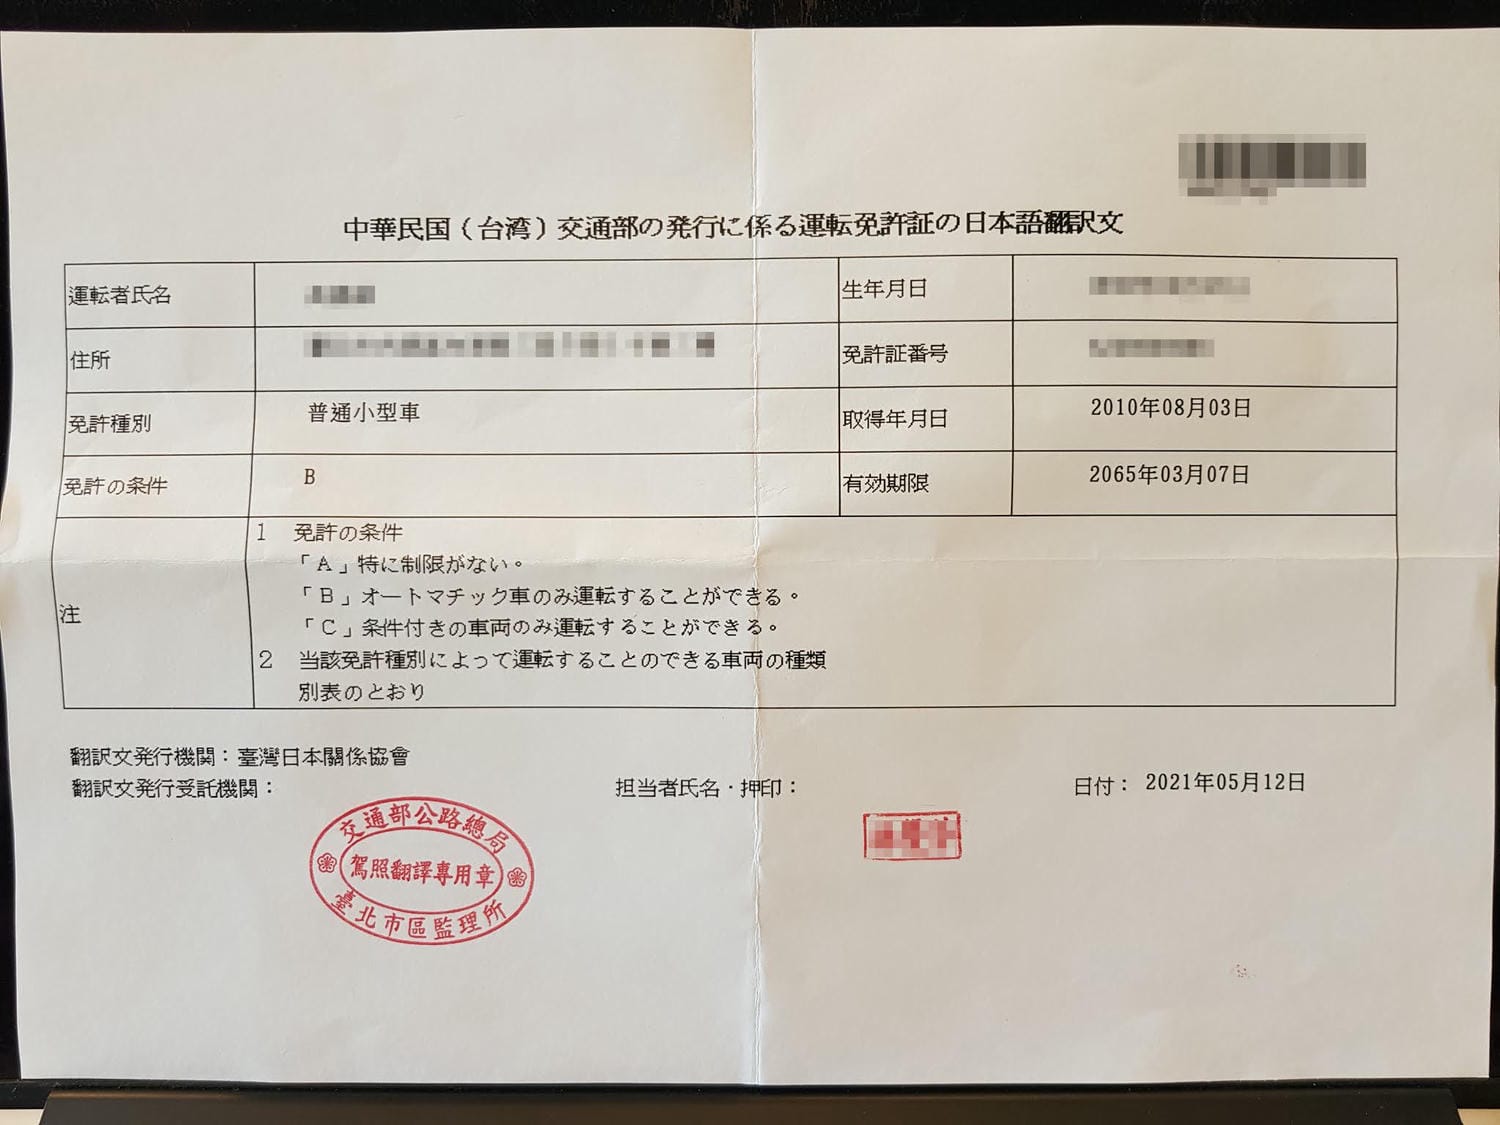 中華民国（台湾）交通部の発行に係る運転免許証の日本語翻訳文
運転者氏名
生年月日
住所
免許証番号
免許種別 普通小型車 取得年月日 2010年08月03日
免許の条件 B 有効期限 2065年03月07日
注
1 免許の条件
「A」特に制限がない。
「B」オートマチック車のみ運転することができる。
「C」条件付きの車両のみ運転することができる。
2 当該免許種別によって運転することのできる車両の種類
別表のとおり
翻訳文発行機関：臺灣日本關係協會
翻訳文発行受託機関：
担当者氏名・押印：
日付： 2021年05月12日
交通部公路總局
駕照翻譯專用章
臺北市區監理所